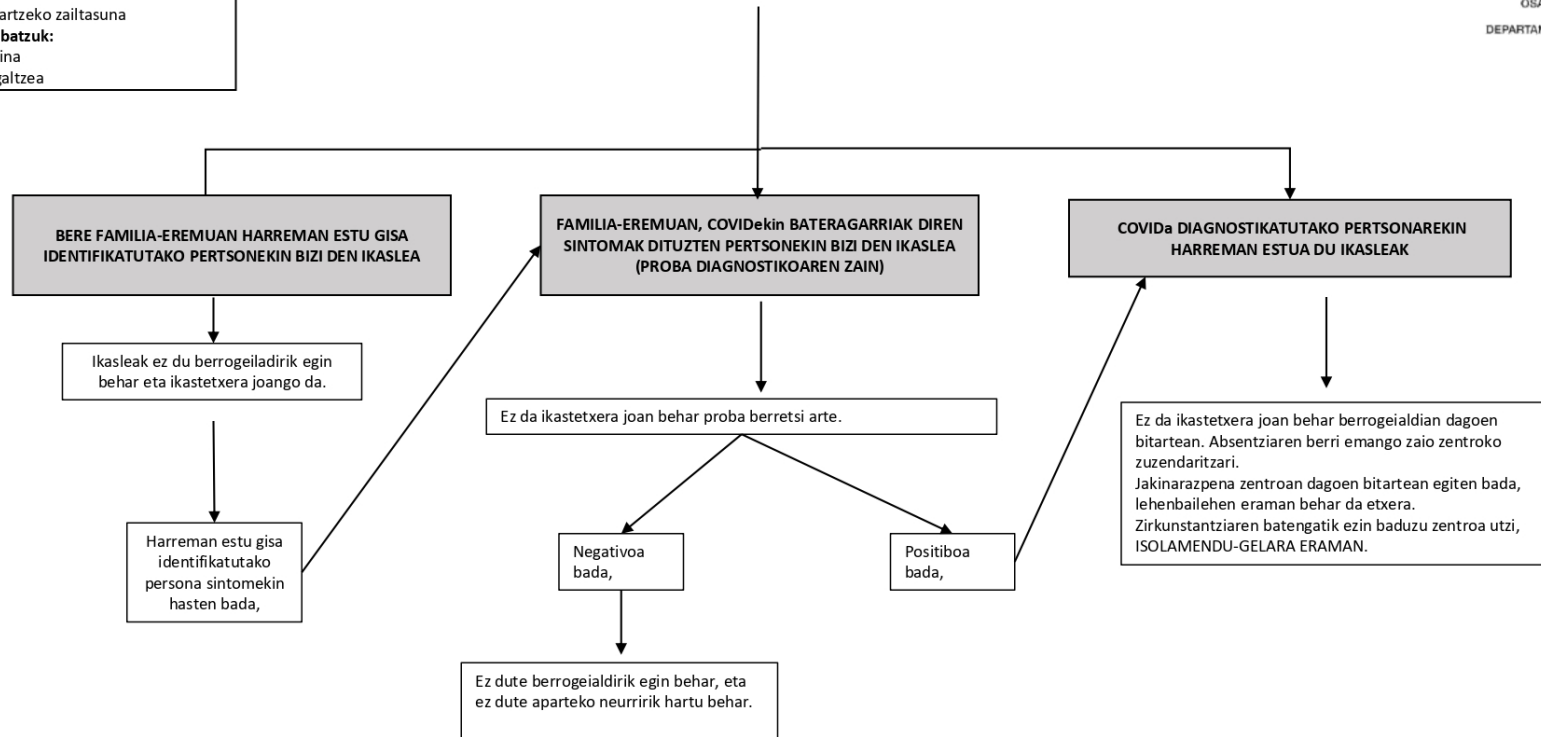 zailtasuna
batzuk:
OSA
DEPARTAM
BERE FAMILIA-EREMUAN HARREMAN ESTU GISA
IDENTIFIKATUTAKO PERTSONEKIN BIZI DEN IKASLEA
FAMILIA-EREMUAN, COVIDekin BATERAGARRIAK DIREN
SINTOMAK DITUZTEN PERTSONEKIN BIZI DEN IKASLEA
(PROBA DIAGNOSTIKOAREN ZAIN)
COVIDa DIAGNOSTIKATUTAKO PERTSONAREKIN
HARREMAN ESTUA DU IKASLEAK
Ikasleak ez du berrogeiladirik egin
behar eta ikastetxera joango da.
Ez da ikastetxera joan behar proba berretsi arte.
Ez da ikastetxera joan behar berrogeialdian dagoen
bitartean. Absentziaren berri emango zaio zentroko
zuzendaritzari.
Jakinarazpena zentroan dagoen bitartean egiten bada,
lehenbailehen eraman behar da etxera.
Zirkunstantziaren batengatik ezin baduzu zentroa utzi,
ISOLAMENDU-GELARA ERAMAN.
Harreman estu gisa
identifikatutako
persona sintomekin
hasten bada,
Negativoa
bada,
Positiboa
bada,
Ez dute berrogeialdirik egin behar, eta
ez dute aparteko neurririk hartu behar.